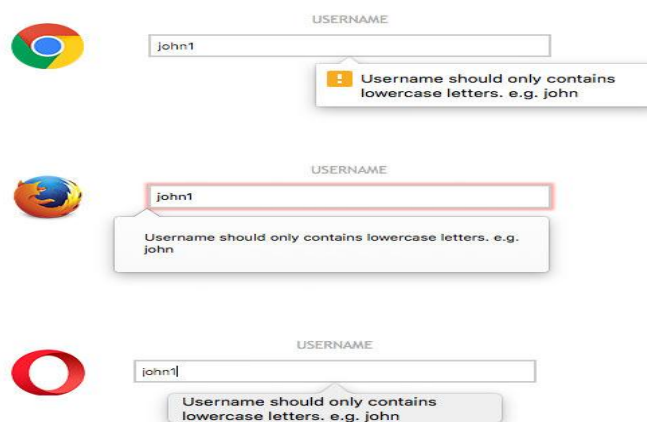 USERNAME
john1
Username should only contains
lowercase letters. e.g. john
USERNAME
john1
Username should only contains lowercase letters. e.g.
john
USERNAME
john1
Username should only contains
lowercase letters. e.g. john